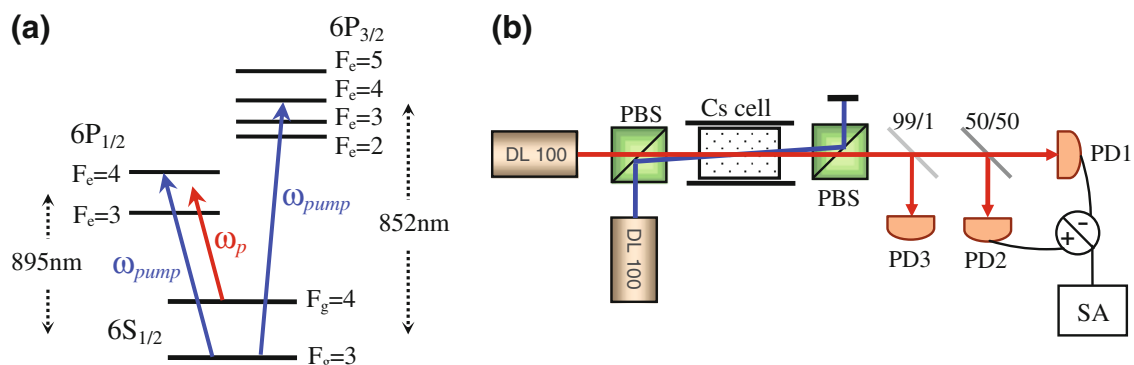 (a)
6P3/2
Fe=5
Fe=4
Fe=3
Fe=2
6P1/2
Fe=4
Fe=3
ωpump
ωp
ωpump
895nm
852nm
6S1/2
Fg=4
Fg=3
(b)
PBS
Cs cell
99/1
50/50
DL 100
PD1
PBS
DL 100
PD3
PD2
+
-
SA